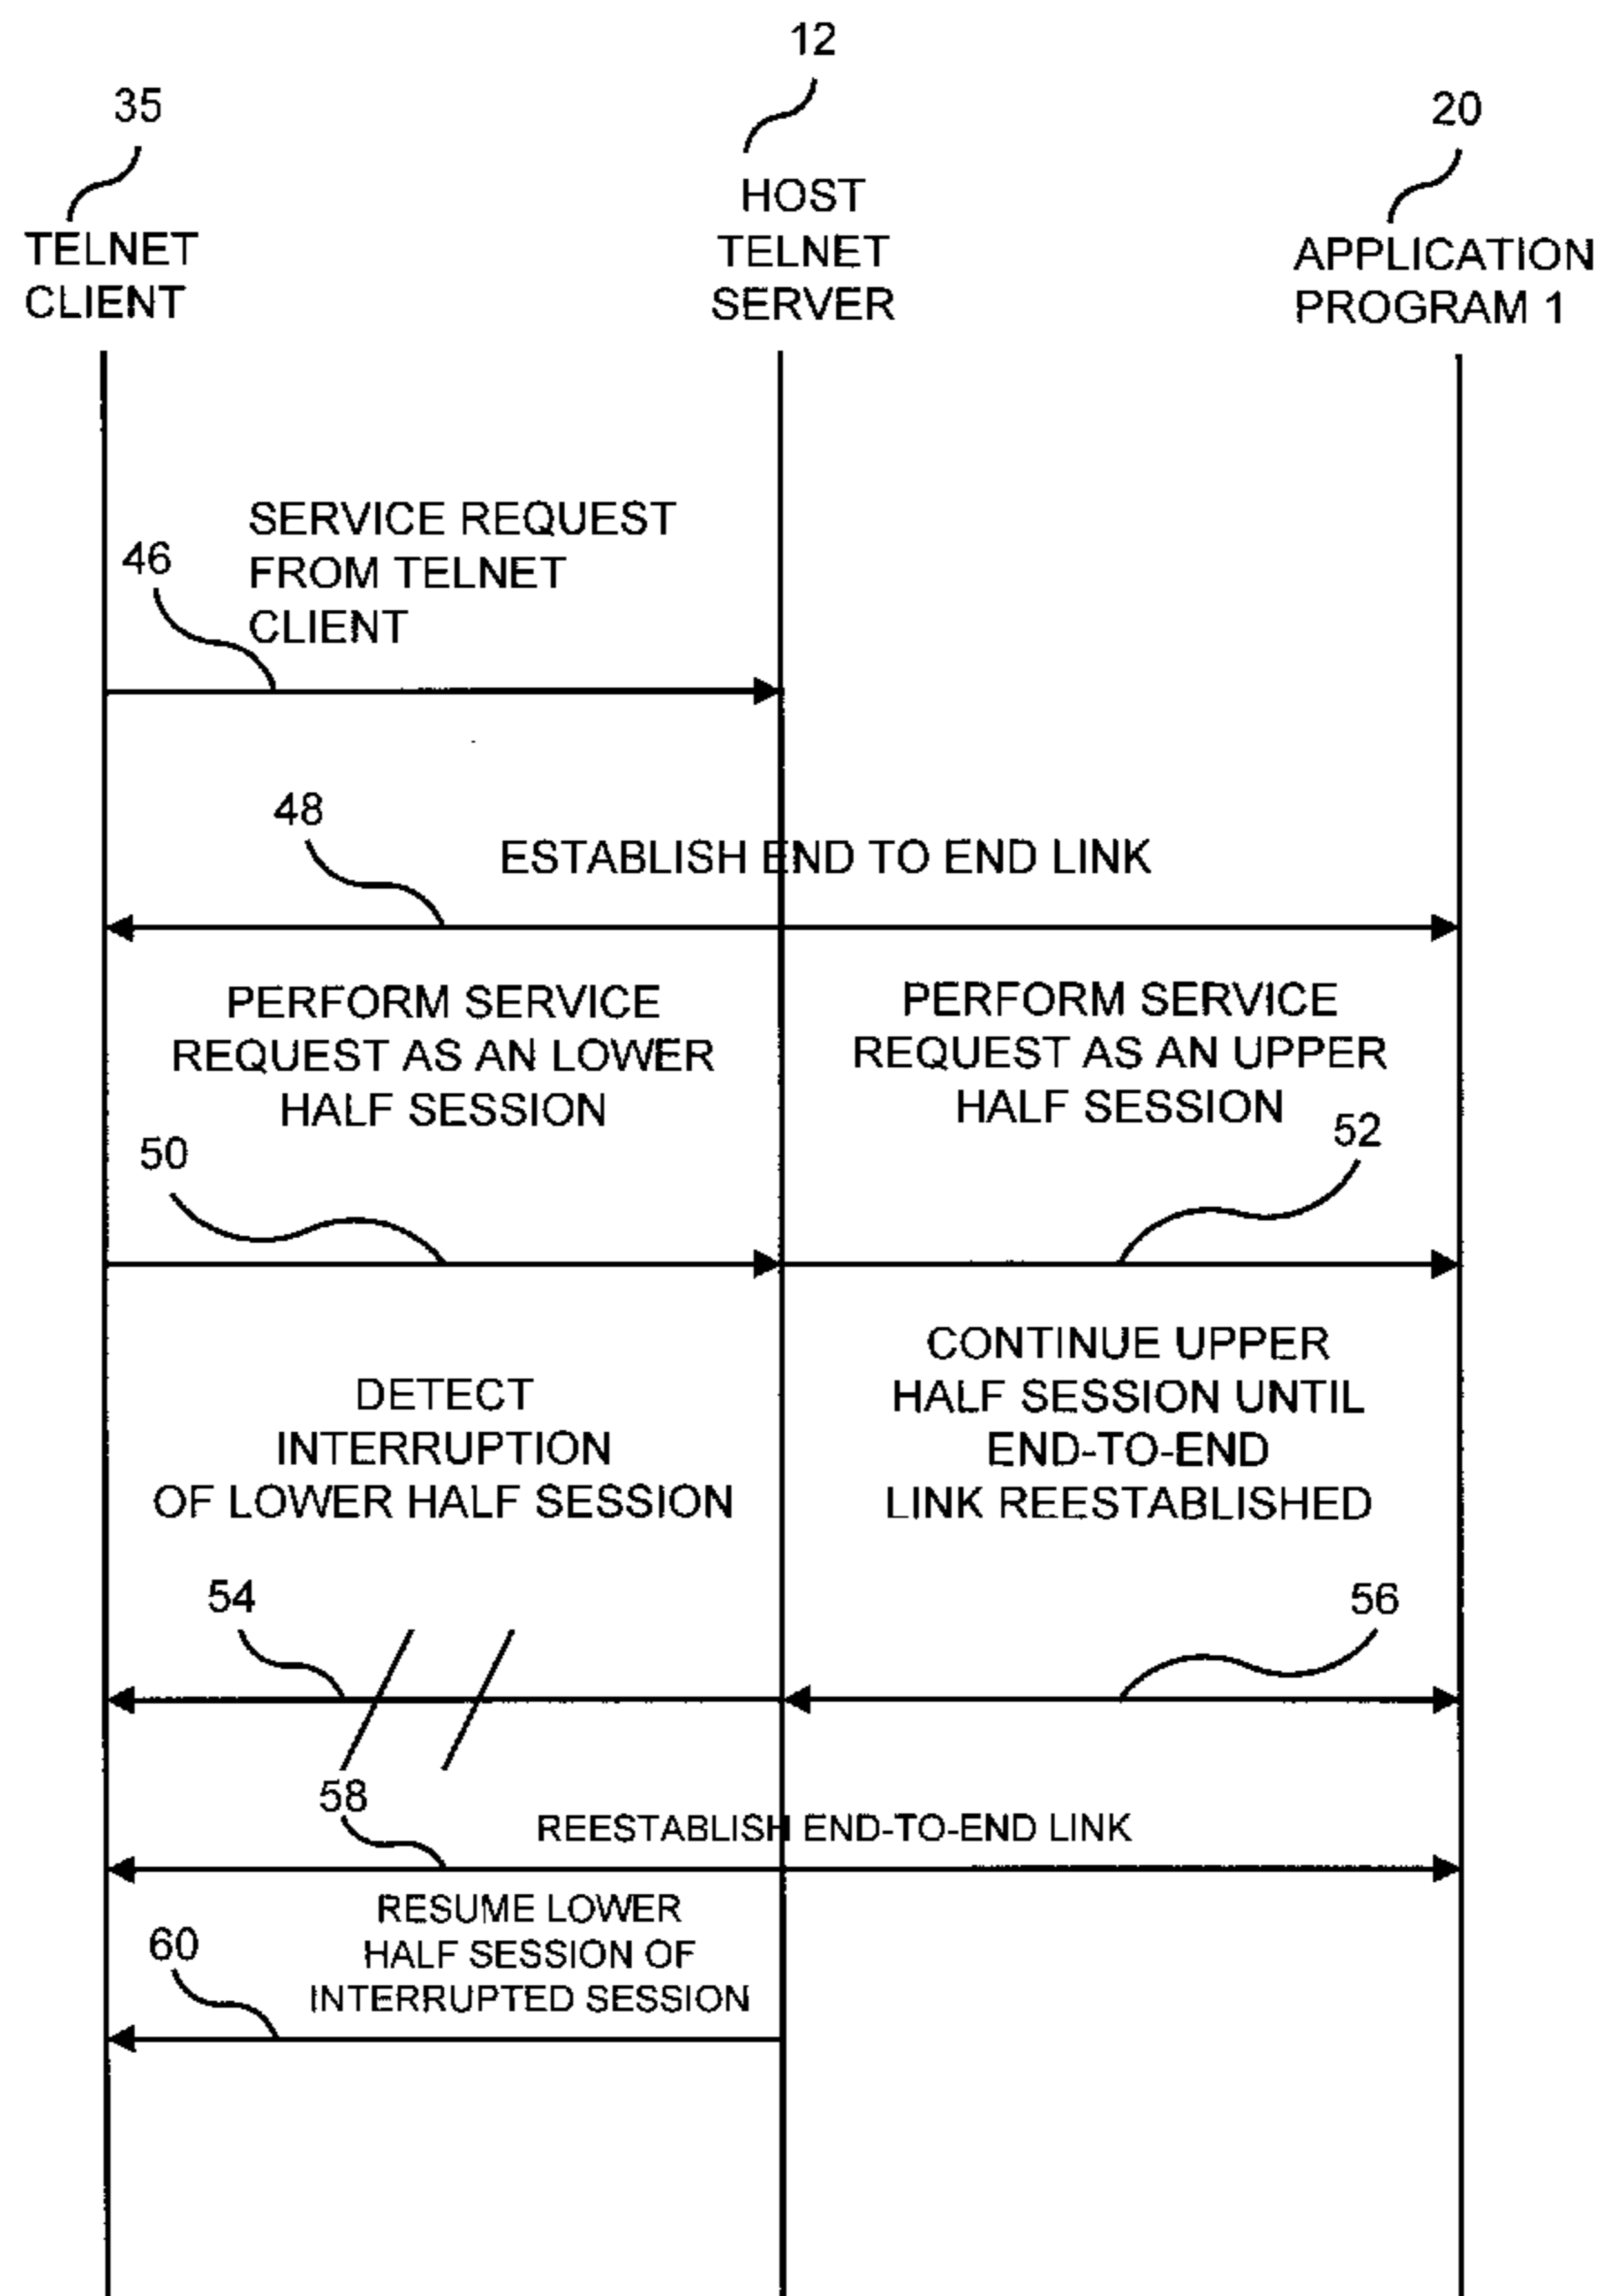 12
35
20
HOST
TELNET
SERVER
TELNET
CLIENT
APPLICATION
PROGRAM 1
SERVICE REQUEST
FROM TELNET
CLIENT
46
48
ESTABLISH END TO END LINK
PERFORM SERVICE
REQUEST AS AN LOWER
HALF SESSION
PERFORM SERVICE
REQUEST AS AN UPPER
HALF SESSION
50
52
DETECT
INTERRUPTION
OF LOWER HALF SESSION
CONTINUE UPPER
HALF SESSION UNTIL
END-TO-END
LINK REESTABLISHED
54
56
58
REESTABLISH END-TO-END LINK
RESUME LOWER
HALF SESSION OF
INTERRUPTED SESSION
60